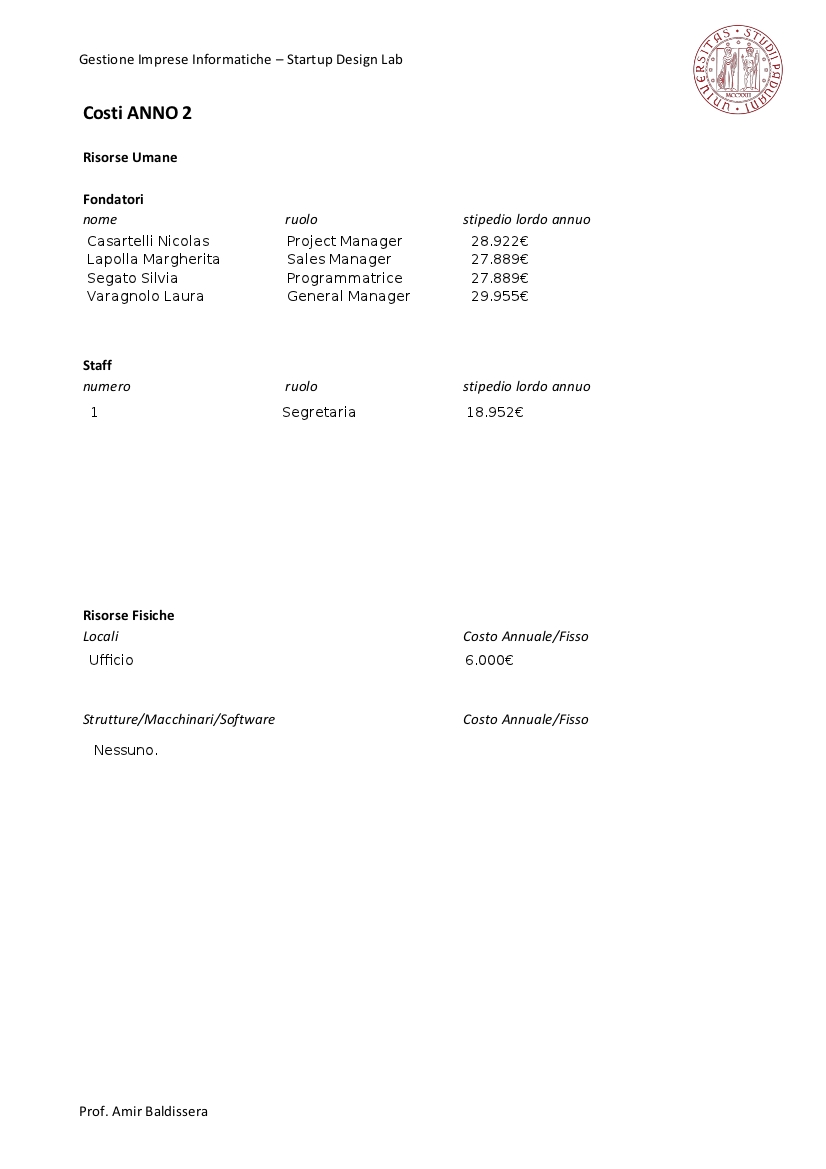 Gestione Imprese Informatiche – Startup Design Lab
UNIVERSITAS • STUDII PADUANI •
MCCXXII
Costi ANNO 2
Risorse Umane
Fondatori
nome ruolo stipedio lordo annuo
Casartelli Nicolas Project Manager 28.922€
Lapolla Margherita Sales Manager 27.889€
Segato Silvia Programmatrice 27.889€
Varagnolo Laura General Manager 29.955€
Staff
numero ruolo stipedio lordo annuo
1 Segretaria 18.952€
Risorse Fisiche
Locali Costo Annuale/Fisso
Ufficio 6.000€
Strutture/Macchinari/Software Costo Annuale/Fisso
Nessuno.
Prof. Amir Baldissera